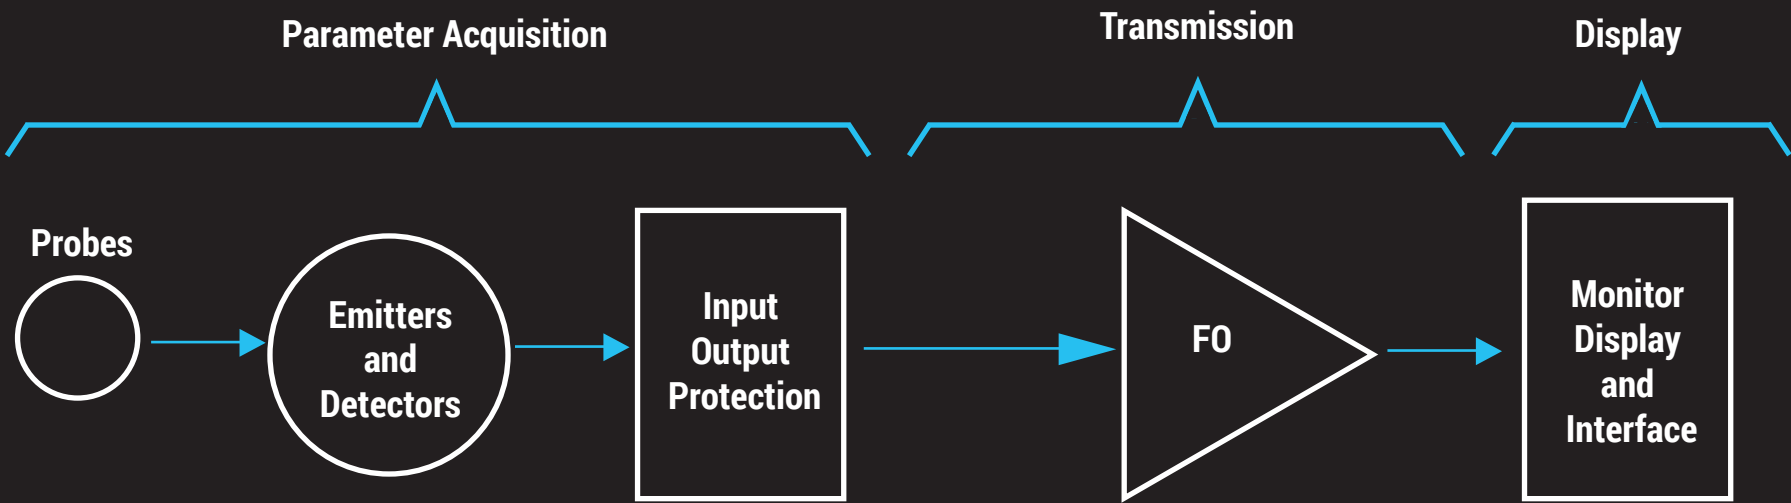 Parameter Acquisition
Transmission
Display
Probes
Emitters
and
Detectors
Input
Output
Protection
FO
Monitor
Display
and
Interface